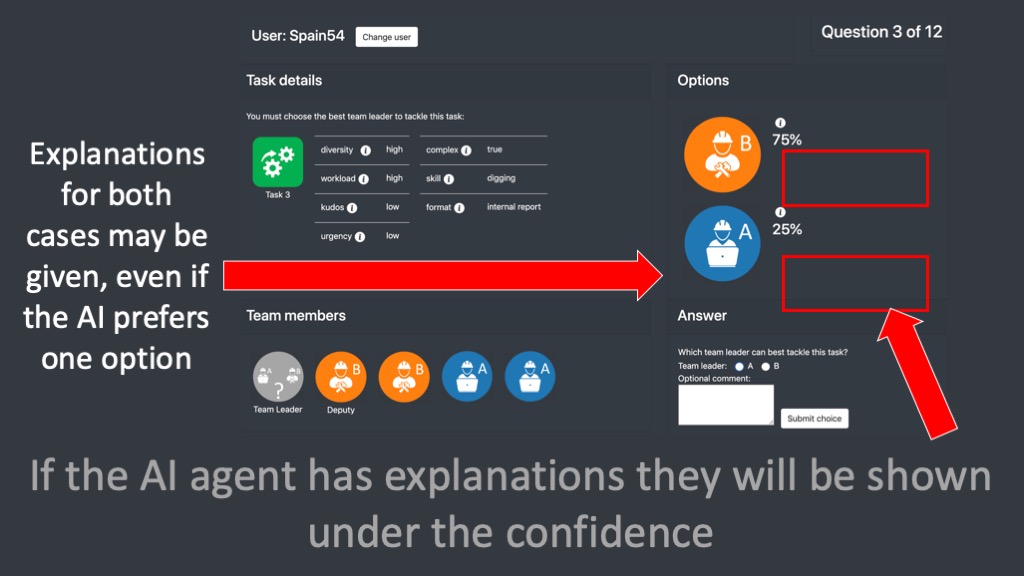 User: Spain54
Change user
Question 3 of 12
Task details
Options
You must choose the best team leader to tackle this task:
Task 3
diversity i high
complex i true
workload i high
skill i digging
kudos i low
format i internal report
urgency i low
B
i
75%
A
i
25%
Explanations
for both
cases may be
given, even if
the AI prefers
one option
Team members
A B
?
Team Leader
B
Deputy
B
A
A
Answer
Which team leader can best tackle this task?
Team leader: A B
Optional comment:
Submit choice
If the AI agent has explanations they will be shown
under the confidence